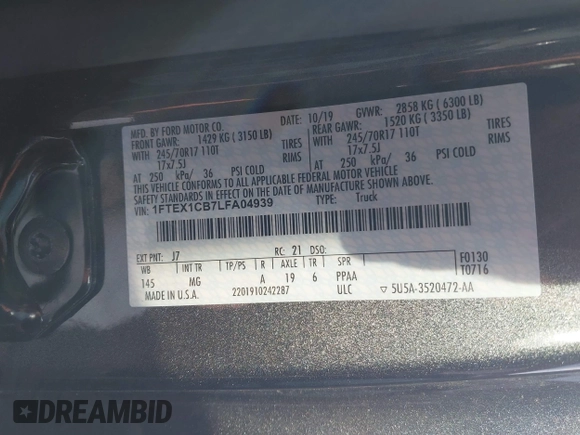 MFD. BY FORD MOTOR CO.
DATE: 10/19 GVWR: 2858 KG ( 6300 LB)
FRONT GAWR: 1429 KG ( 3150 LB) REAR GAWR: 1520 KG ( 3350 LB)
WITH 245/70R17 110T TIRES WITH 245/70R17 110T TIRES
17x7.5J RIMS 17x7.5J RIMS
AT 250 kPa/ 36 PSI COLD AT 250 kPa/ 36 PSI COLD
THIS VEHICLE CONFORMS TO ALL APPLICABLE FEDERAL MOTOR VEHICLE
SAFETY STANDARDS IN EFFECT ON THE DATE OF MANUFACTURE SHOWN ABOVE.
VIN: 1FTEX1CB7LFA04939 TYPE: Truck
EXT PNT: J7 RC: 21 DSO: F0130
WB INT TR TP/PS R AXLE TR SPR T0716
145 MG A 19 6 PPAA
MADE IN U.S.A. 2201910242287 ULC ▽ 5U5A-3520472-AA
DREAMBID